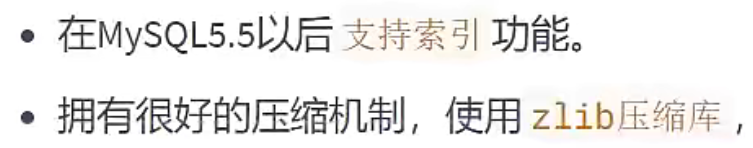 • 在MySQL5.5以后 支持索引 功能。
• 拥有很好的压缩机制，使用 zlib压缩库，